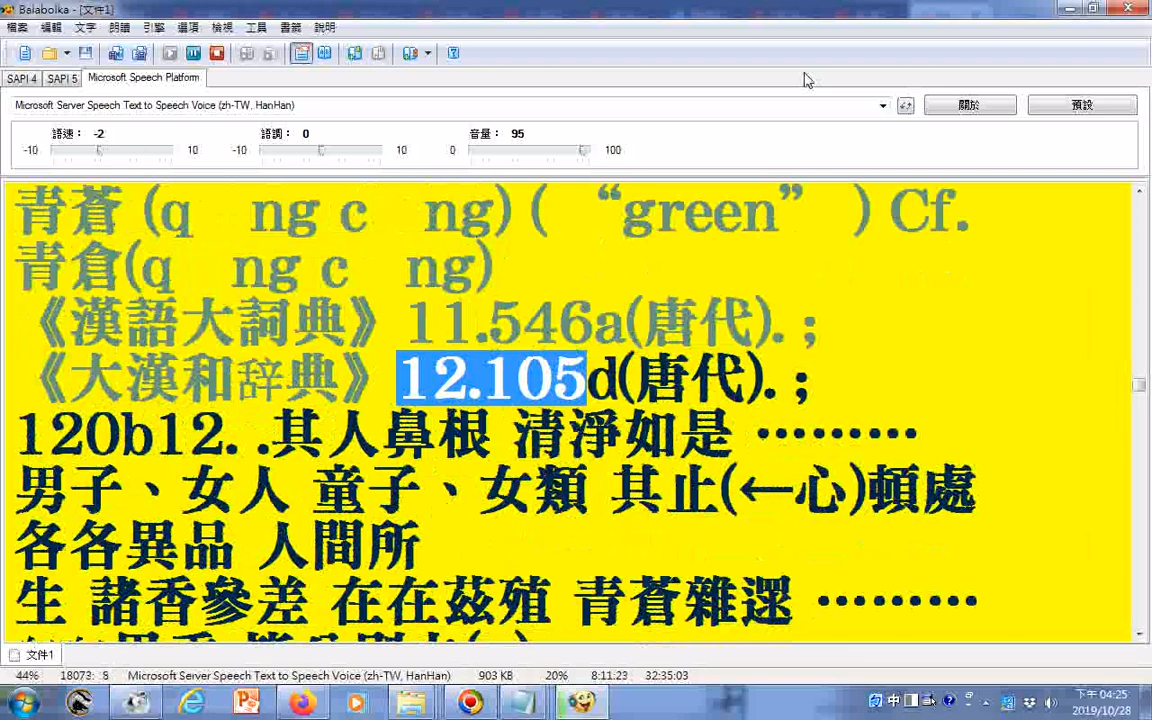 Balabolka - [文件1]
檔案 編輯 文字 朗讀 引擎 選項 檢視 工具 書籤 說明
SAPI 4 SAPI 5 Microsoft Speech Platform
Microsoft Server Speech Text to Speech Voice (zh-TW, HanHan) 關於 預設
語速： -2 語調： 0 音量： 95
-10 10 -10 10 0 100
青蒼 (q ng c ng) ( “green” ) Cf.
青倉(q ng c ng)
《漢語大詞典》 11.546a(唐代).；
《大漢和辞典》 12.105d(唐代).；
120b12. .其人鼻根 清淨如是 ………
男子、女人 童子、女類 其止(←心)頓處
各各異品 人間所
生 諸香參差 在在茲殖 青蒼雜還 ………
文件1
44% 18073: 8 Microsoft Server Speech Text to Speech Voice (zh-TW, HanHan) 903 KB 20% 8:11:23 32:35:03
中 下午 04:25
2019/10/28